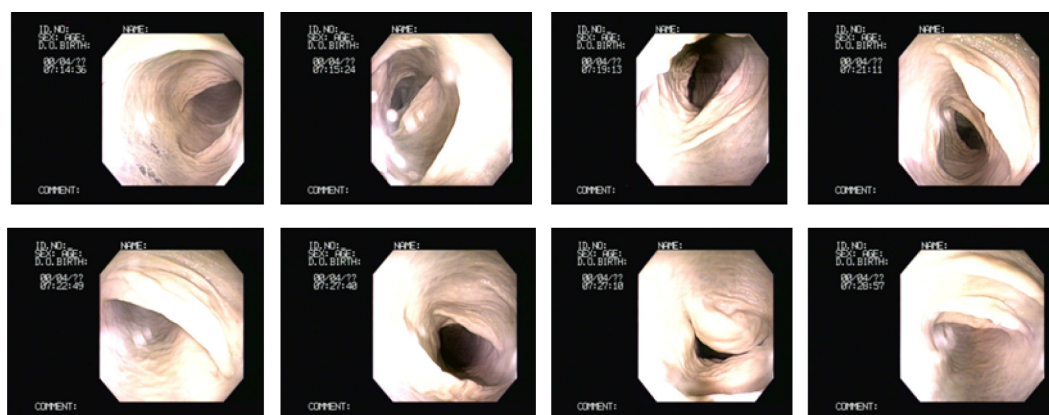 ID.NO: NAME:
SEX: AGE:
D.O.BIRTH:
00/04/??
07:14:36
COMMENT:
ID.NO: NAME:
SEX: AGE:
D.O.BIRTH:
00/04/??
07:15:24
COMMENT:
ID.NO: NAME:
SEX: AGE:
D.O.BIRTH:
00/04/??
07:19:13
COMMENT:
ID.NO: NAME:
SEX: AGE:
D.O.BIRTH:
00/04/??
07:21:11
COMMENT:
ID.NO: NAME:
SEX: AGE:
D.O.BIRTH:
00/04/??
07:22:49
COMMENT:
ID.NO: NAME:
SEX: AGE:
D.O.BIRTH:
00/04/??
07:27:40
COMMENT:
ID.NO: NAME:
SEX: AGE:
D.O.BIRTH:
00/04/??
07:27:10
COMMENT:
ID.NO: NAME:
SEX: AGE:
D.O.BIRTH:
00/04/??
07:28:57
COMMENT: